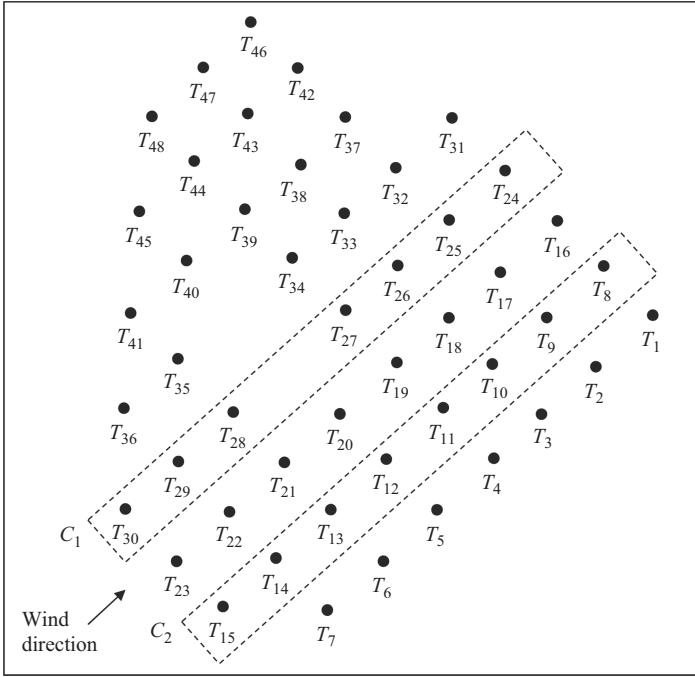 T46
T47 T42
T48 T43 T37 T31
T44 T38 T32 T24
T45 T39 T33 T25 T16
T40 T34 T26 T17 T8
T41 T27 T18 T9 T1
T35 T19 T10 T2
T36 T28 T20 T11 T3
T29 T21 T12 T4
C1 T30 T22 T13 T5
T23 T14 T6
Wind
direction
C2 T15 T7